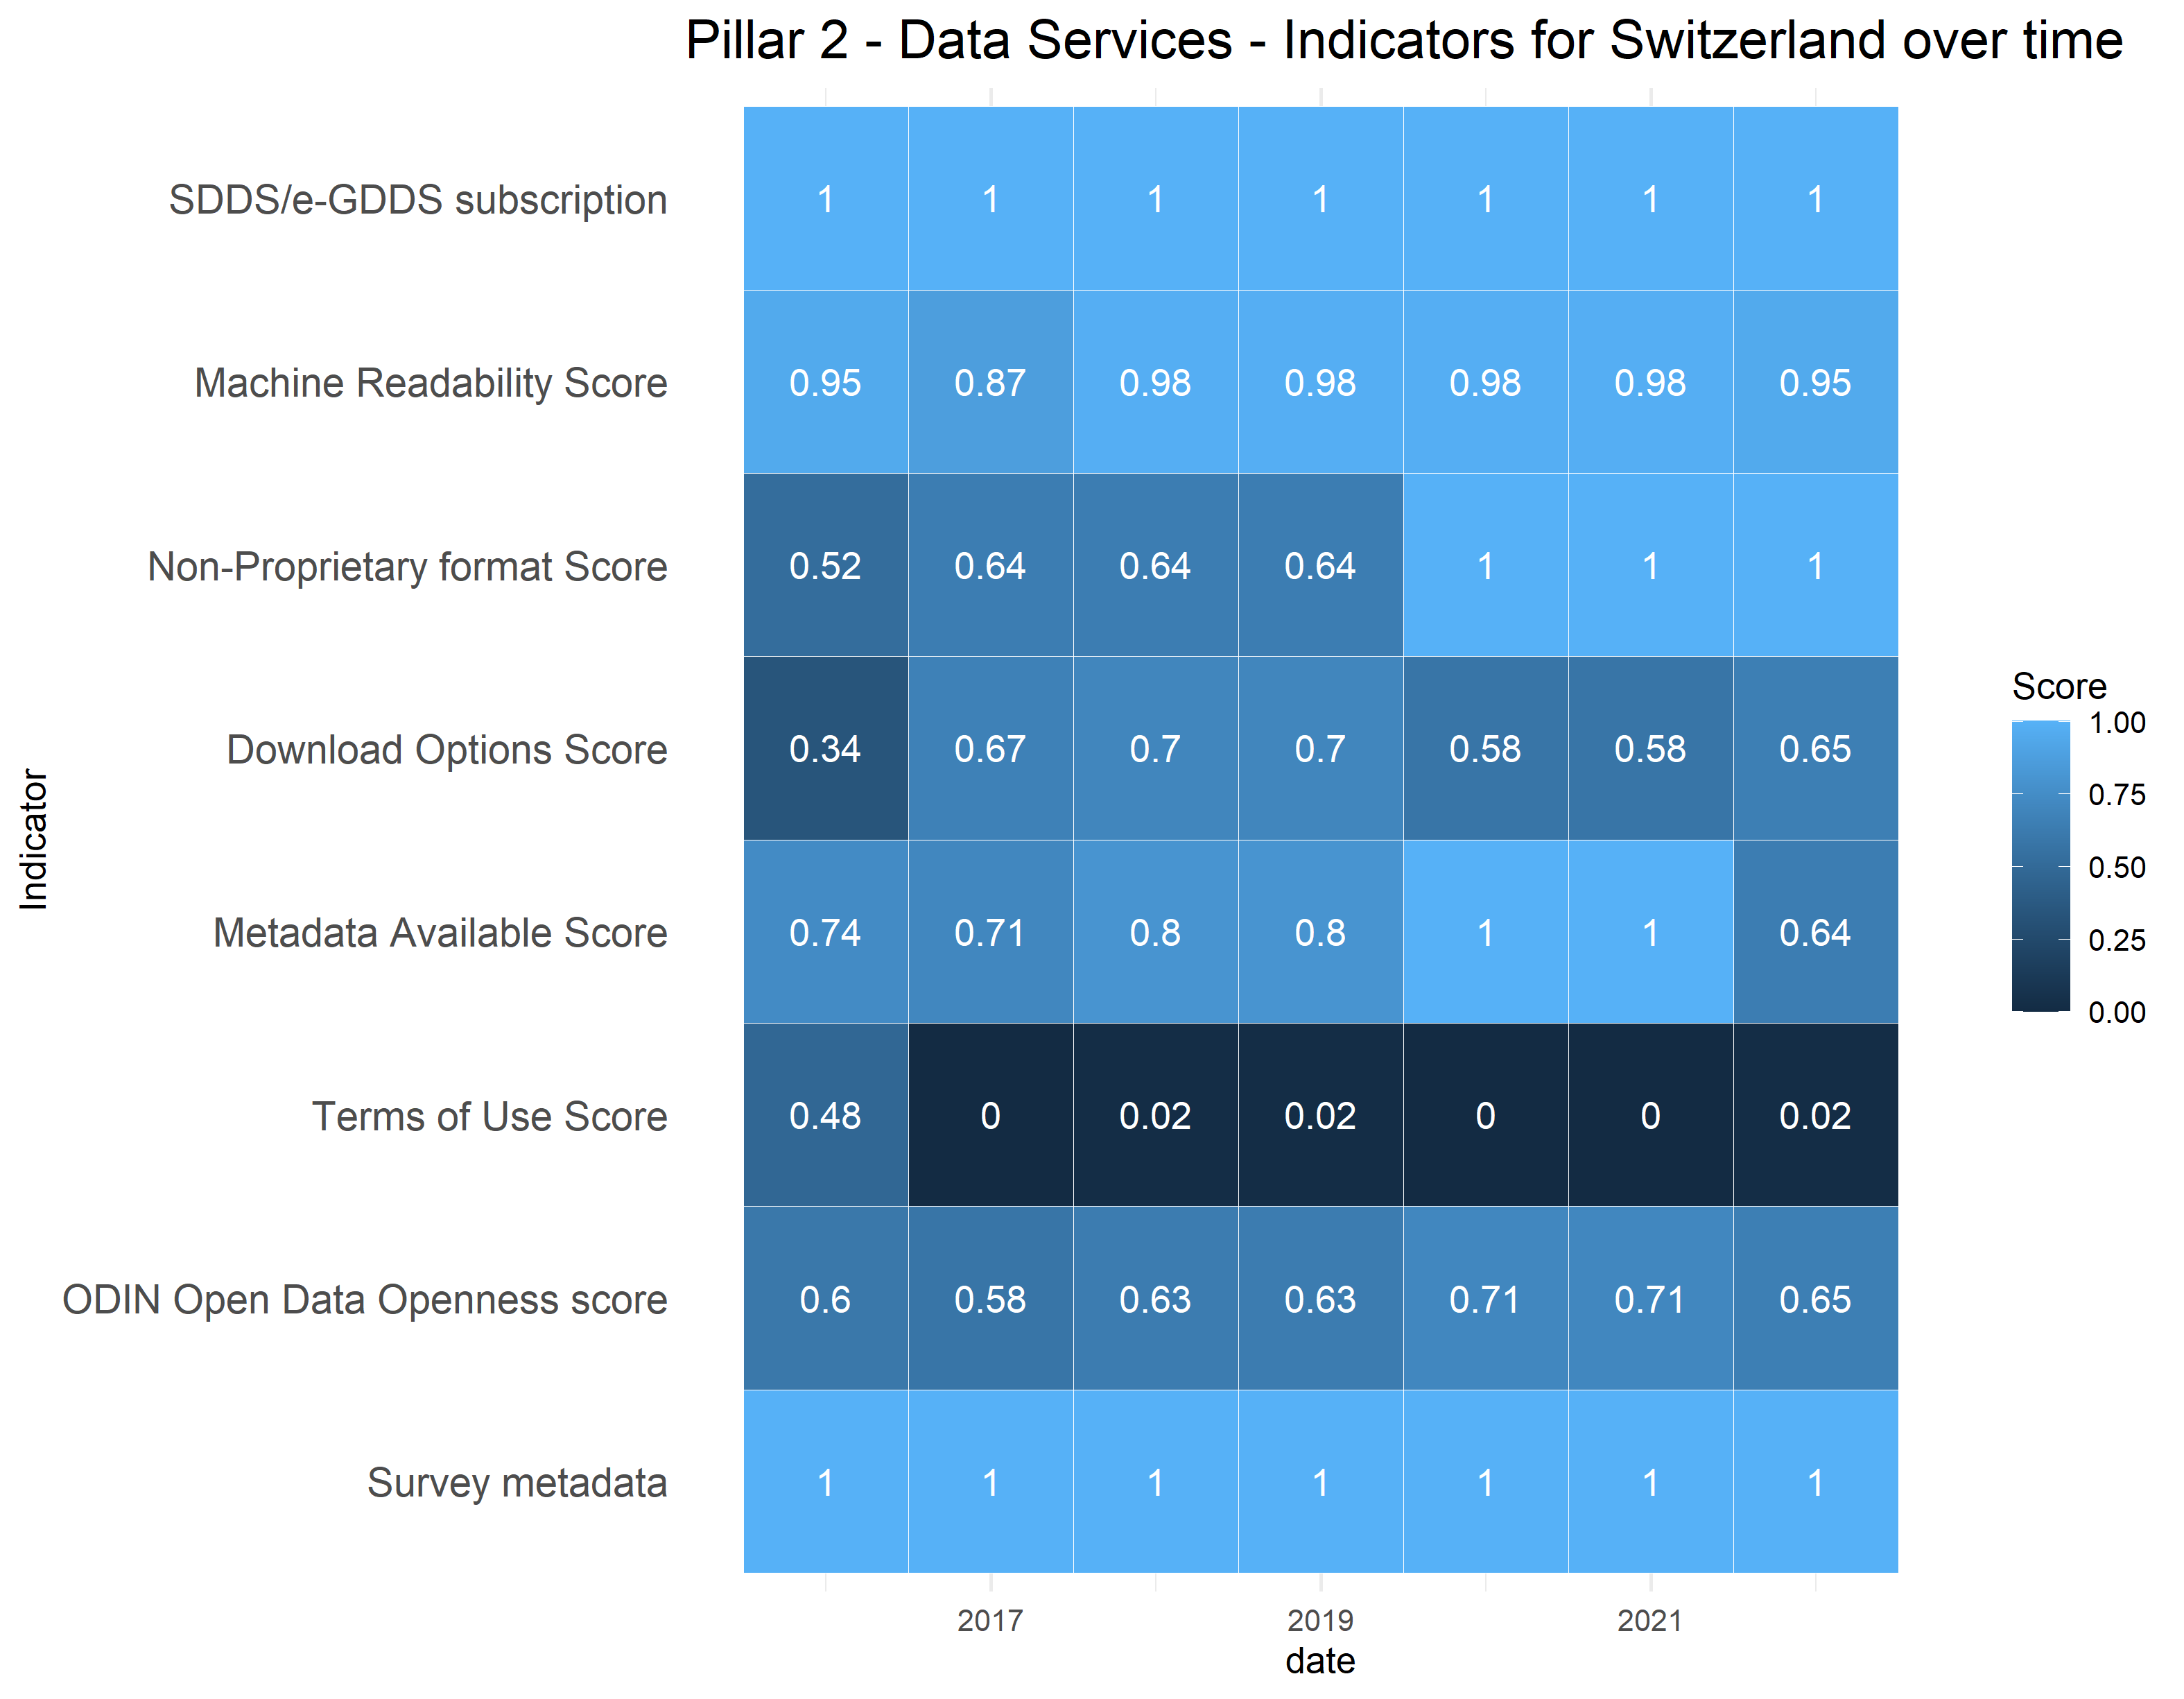 Pillar 2 - Data Services - Indicators for Switzerland over time
SDDS/e-GDDS subscription 1 1 1 1 1 1 1
Machine Readability Score 0.95 0.87 0.98 0.98 0.98 0.98 0.95
Non-Proprietary format Score 0.52 0.64 0.64 0.64 1 1 1
Download Options Score 0.34 0.67 0.7 0.7 0.58 0.58 0.65
Metadata Available Score 0.74 0.71 0.8 0.8 1 1 0.64
Terms of Use Score 0.48 0 0.02 0.02 0 0 0.02
ODIN Open Data Openness score 0.6 0.58 0.63 0.63 0.71 0.71 0.65
Survey metadata 1 1 1 1 1 1 1
2017 2019 2021
date
Indicator
Score
1.00
0.75
0.50
0.25
0.00